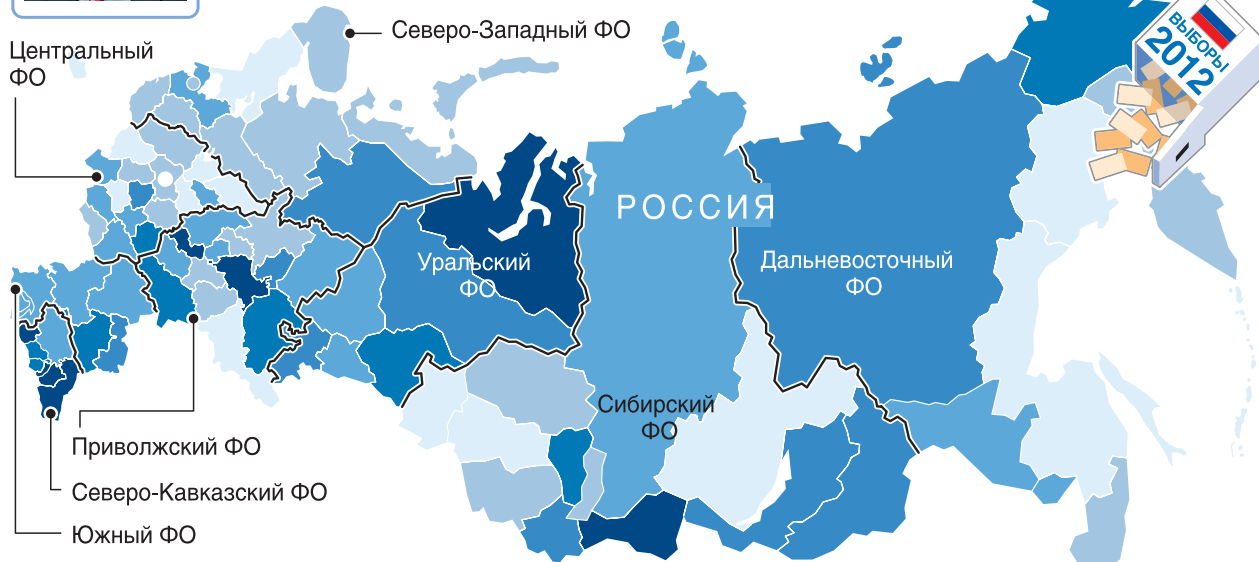 Северо-Западный ФО
Центральный
ФО
ВЫБОРЫ
2012
РОССИЯ
Уральский
ФО
Дальневосточный
ФО
Сибирский
ФО
Приволжский ФО
Северо-Кавказский ФО
Южный ФО